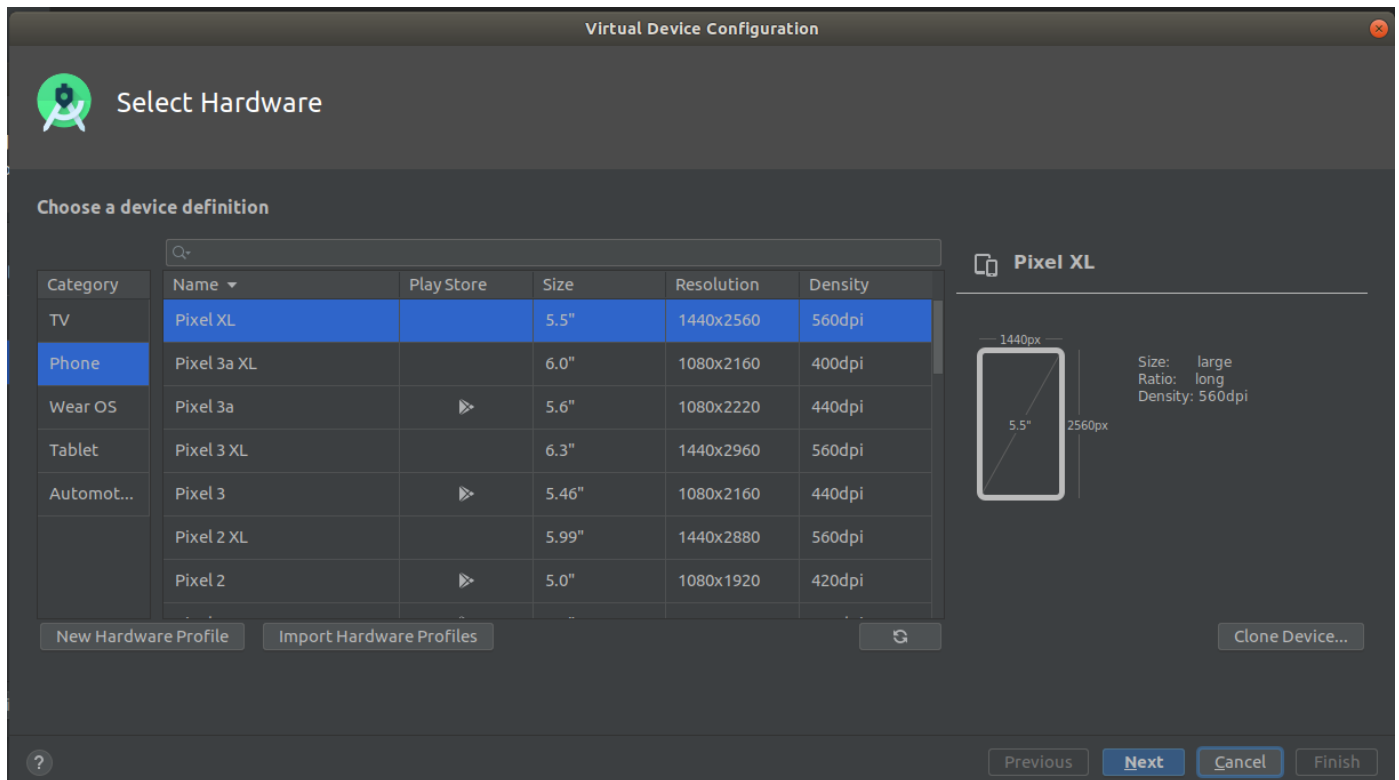 Virtual Device Configuration
Select Hardware
Choose a device definition
Category Name Play Store Size Resolution Density
TV Pixel XL 5.5" 1440x2560 560dpi
Phone Pixel 3a XL 6.0" 1080x2160 400dpi
Wear OS Pixel 3a 5.6" 1080x2220 440dpi
Tablet Pixel 3 XL 6.3" 1440x2960 560dpi
Automot... Pixel 3 5.46" 1080x2160 440dpi
Pixel 2 XL 5.99" 1440x2880 560dpi
Pixel 2 5.0" 1080x1920 420dpi
New Hardware Profile Import Hardware Profiles
Pixel XL
1440px
Size: large
Ratio: long
Density: 560dpi
5.5" 2560px
Clone Device...
? Previous Next Cancel Finish